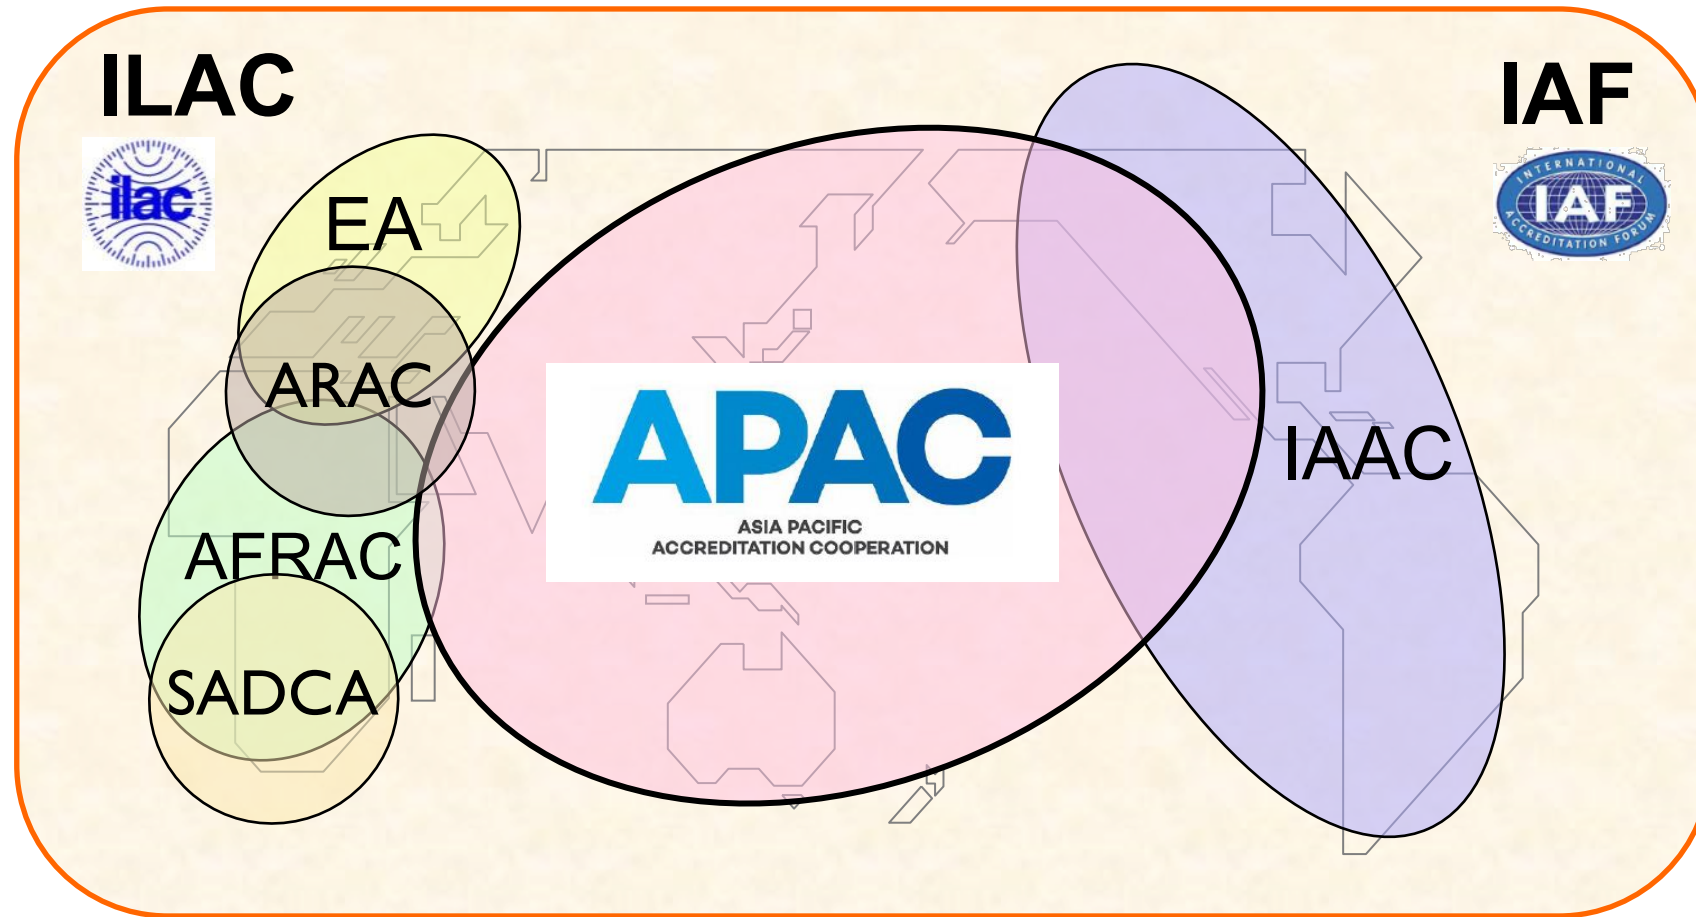 ILAC
ilac
IAF
INTERNATIONAL
IAF
ACCREDITATION FORUM
EA
ARAC
APAC
ASIA PACIFIC
ACCREDITATION COOPERATION
IAAC
AFRAC
SADCA